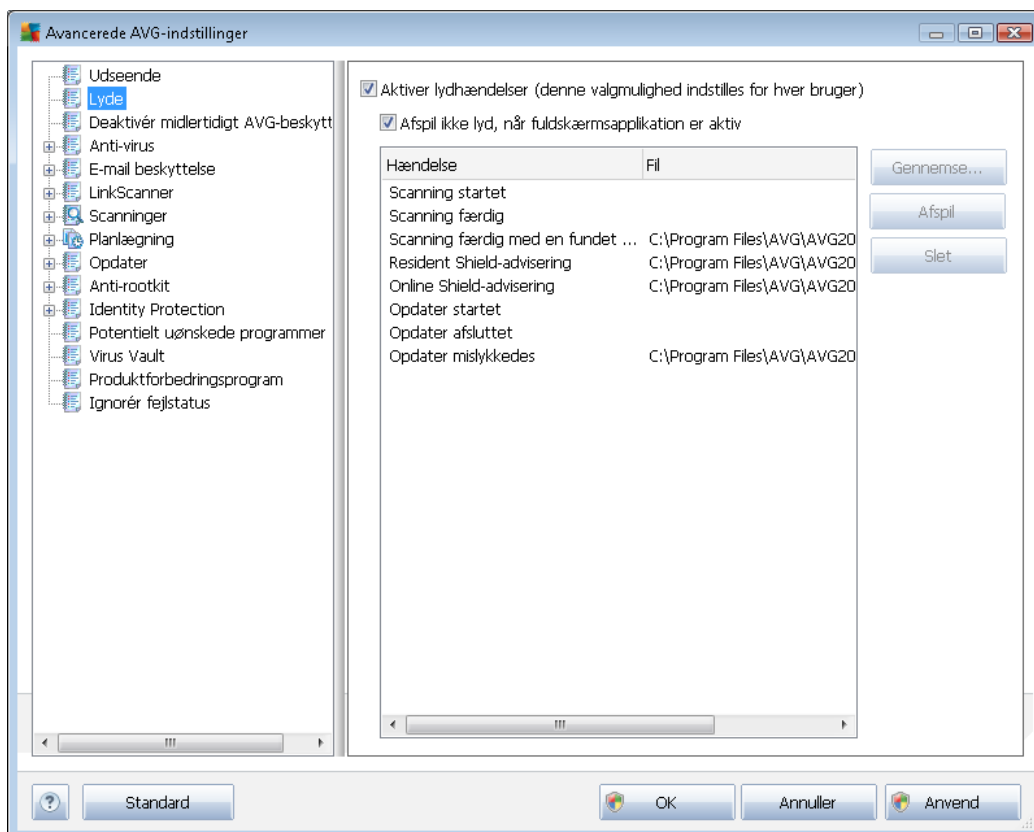 Avancerede AVG-indstillinger
Udseende
Lyde
Deaktivér midlertidigt AVG-beskytt
Anti-virus
E-mail beskyttelse
LinkScanner
Scanninger
Planlægning
Opdater
Anti-rootkit
Identity Protection
Potentielt uønskede programmer
Virus Vault
Produktforbedringsprogram
Ignorér fejlstatus
Aktiver lydhændelser (denne valgmulighed indstilles for hver bruger)
Afspil ikke lyd, når fuldskærmsapplikation er aktiv
Hændelse Fil
Scanning startet
Scanning færdig
Scanning færdig med en fundet ... C:\Program Files\AVG\AVG20
Resident Shield-advisering C:\Program Files\AVG\AVG20
Online Shield-advisering C:\Program Files\AVG\AVG20
Opdater startet
Opdater afsluttet
Opdater mislykkedes C:\Program Files\AVG\AVG20
Gennemse...
Afspil
Slet
? Standard OK Annuller Anvend